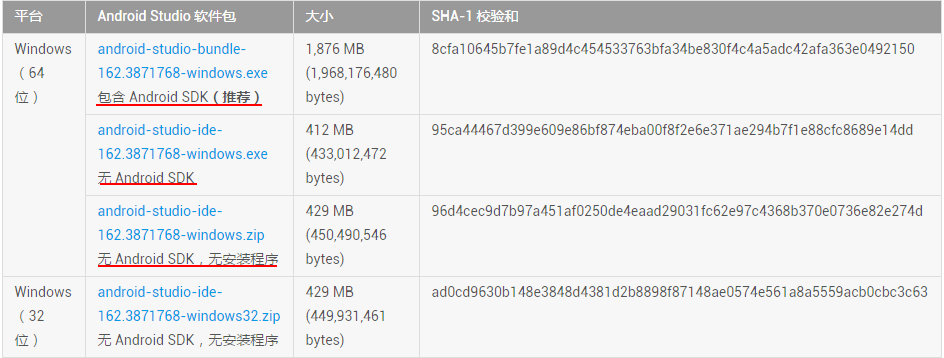 平台 Android Studio 软件包 大小 SHA-1 校验和
Windows
（64
位）
android-studio-bundle-
162.3871768-windows.exe
包含 Android SDK（推荐）
1,876 MB
(1,968,176,480
bytes)
8cfa10645b7fe1a89d4c454533763bfa34be830f4c4a5adc42afa363e0492150
android-studio-ide-
162.3871768-windows.exe
无 Android SDK
412 MB
(433,012,472
bytes)
95ca44467d399e609e86bf874eba00f8f2e6e371ae294b7f1e88cfc8689e14dd
android-studio-ide-
162.3871768-windows.zip
无 Android SDK，无安装程序
429 MB
(450,490,546
bytes)
96d4cec9d7b97a451af0250de4eaad29031fc62e97c4368b370e0736e82e274d
Windows
（32
位）
android-studio-ide-
162.3871768-windows32.zip
无 Android SDK，无安装程序
429 MB
(449,931,461
bytes)
ad0cd9630b148e3848d4381d2b8898f87148ae0574e561a8a5559acb0cbc3c63